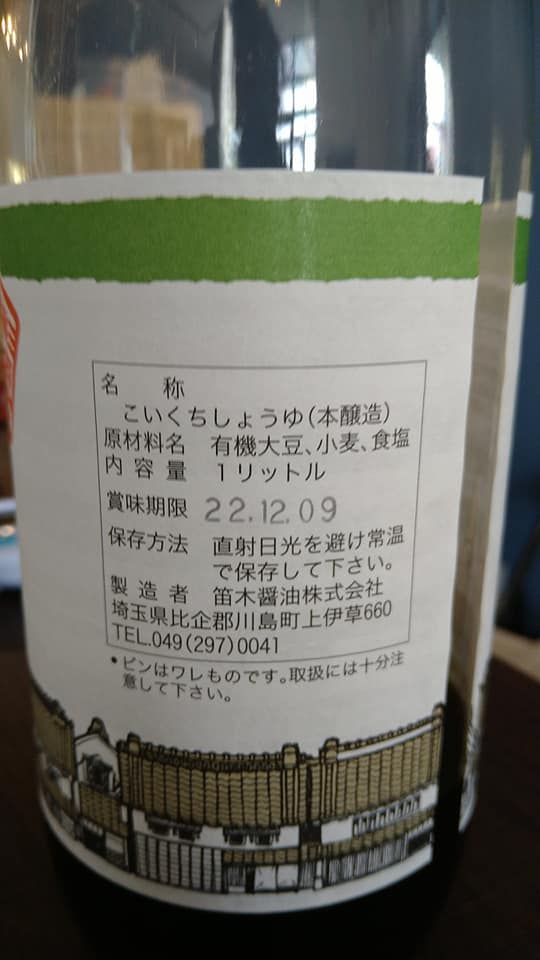 名 称
こいくちしょうゆ(本醸造)
原材料名 有機大豆、小麦、食塩
内容量 1リットル
賞味期限 22.12.09
保存方法 直射日光を避け常温
で保存して下さい。
製造者 笛木醤油株式会社
埼玉県比企郡川島町上伊草660
TEL.049(297)0041
•ビンはワレものです。取扱には十分注
意して下さい。